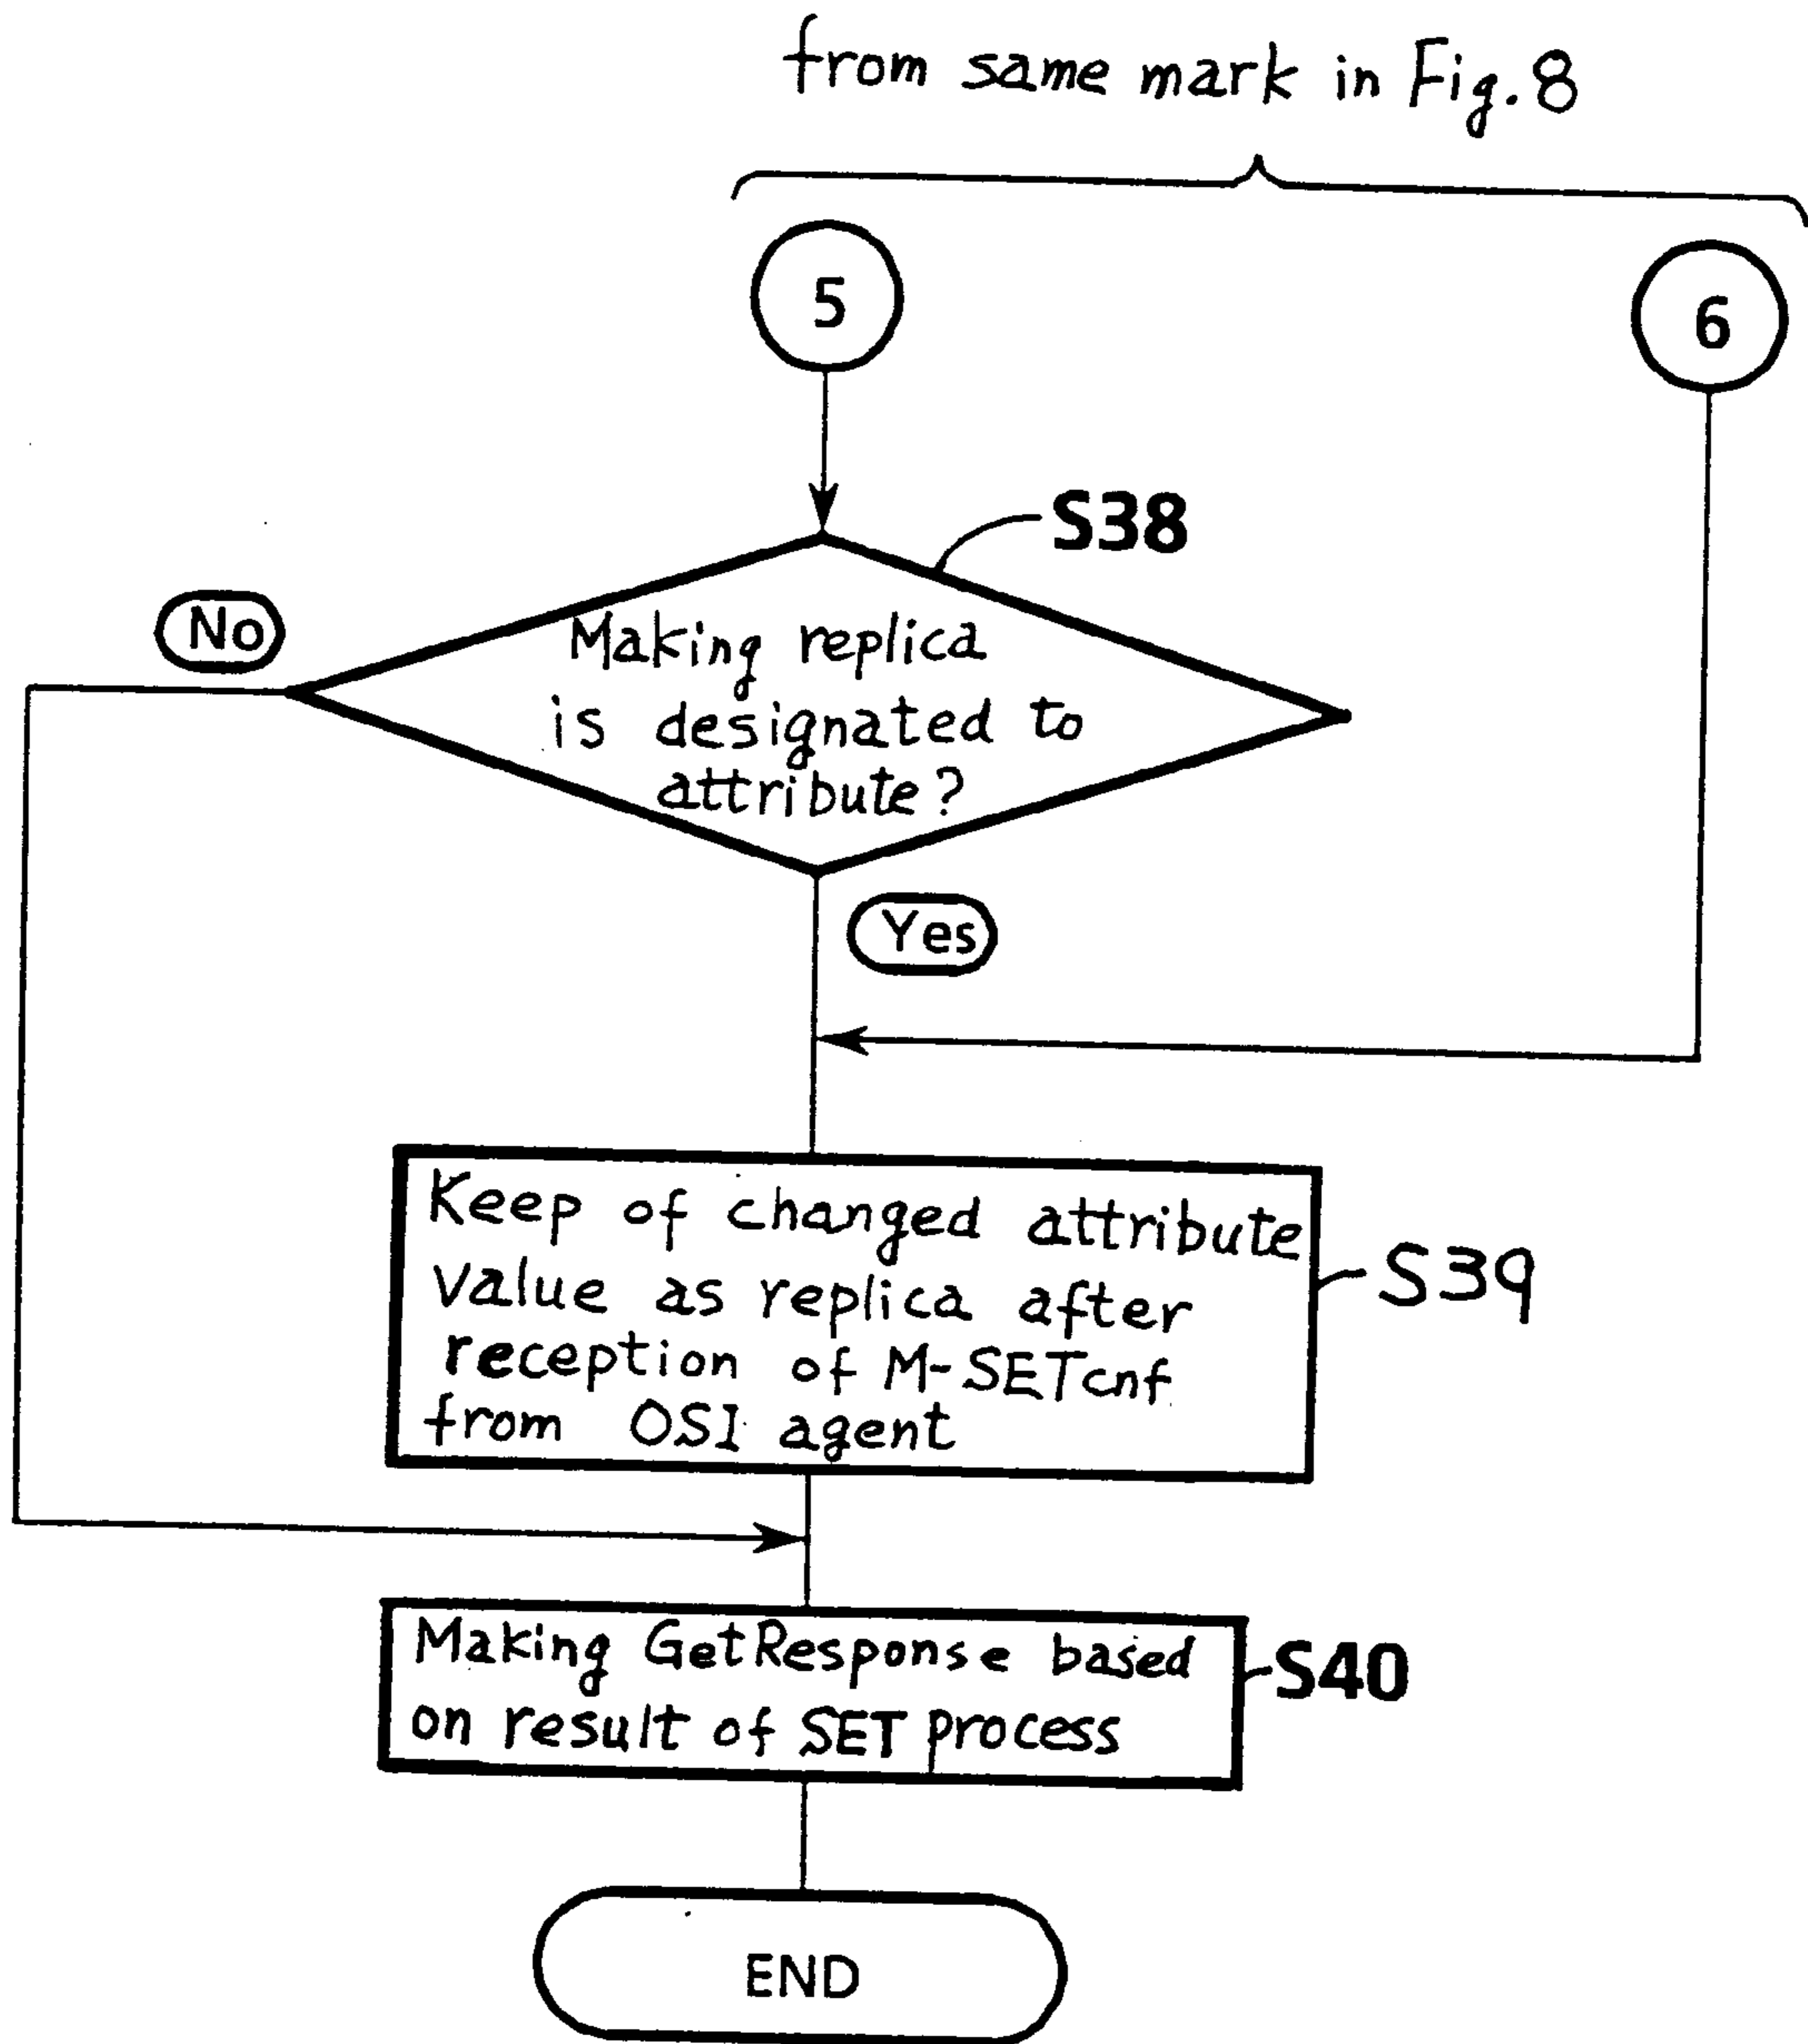 from same mark in Fig. 8
5
6
S38
No
Making replica
is designated to
attribute?
Yes
Keep of changed attribute
value as replica after
reception of M-SETcnf
from OSI agent
S39
Making GetResponse based
on result of SET process
S40
END